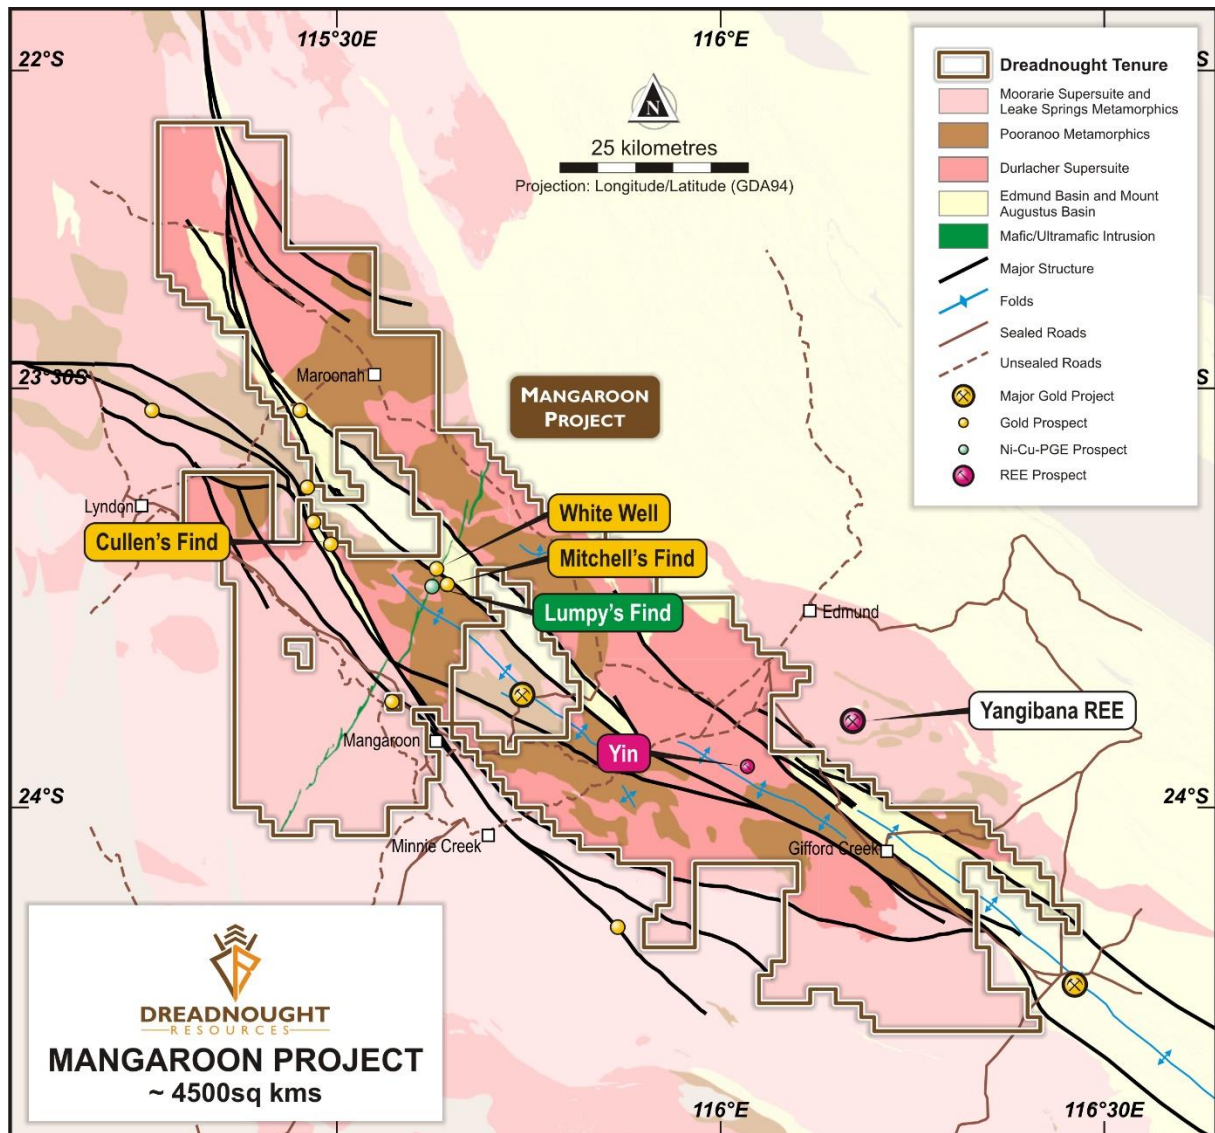 115°30E
116°E
22°S
S
N
25 kilometres
Projection: Longitude/Latitude (GDA94)
Dreadnought Tenure
Moorarie Supersuite and
Leake Springs Metamorphics
Pooranoo Metamorphics
Durlacher Supersuite
Edmund Basin and Mount
Augustus Basin
Mafic/Ultramafic Intrusion
Major Structure
Folds
Sealed Roads
Unsealed Roads
Major Gold Project
Gold Prospect
Ni-Cu-PGE Prospect
REE Prospect
23°30S
S
Maroonah
MANGAROON
PROJECT
Lyndon
Cullen's Find
White Well
Mitchell's Find
Lumpy's Find
Edmund
Yangibana REE
Mangaroon
Yin
24°S
24°S
Minnie Creek
Gifford Creek
DREADNOUGHT
RESOURCES
MANGAROON PROJECT
~ 4500sq kms
116°E
116°30E